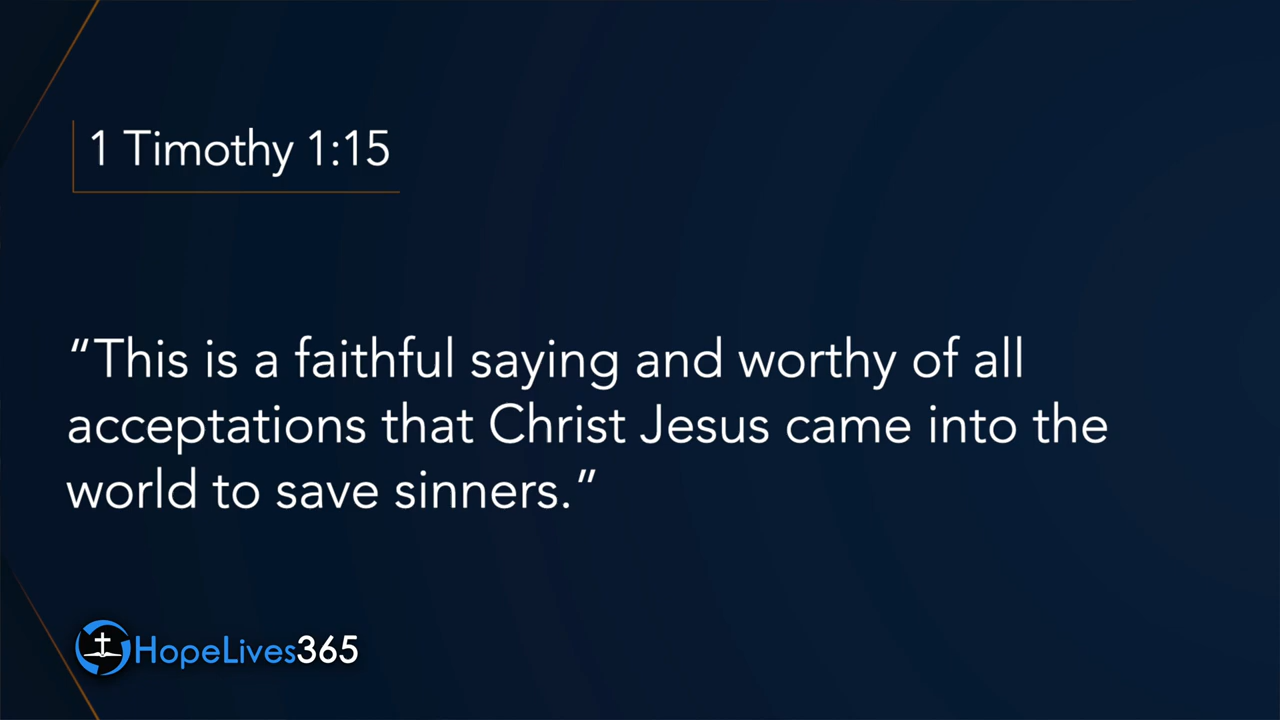 1 Timothy 1:15
“This is a faithful saying and worthy of all
acceptations that Christ Jesus came into the
world to save sinners.”
HopeLives365